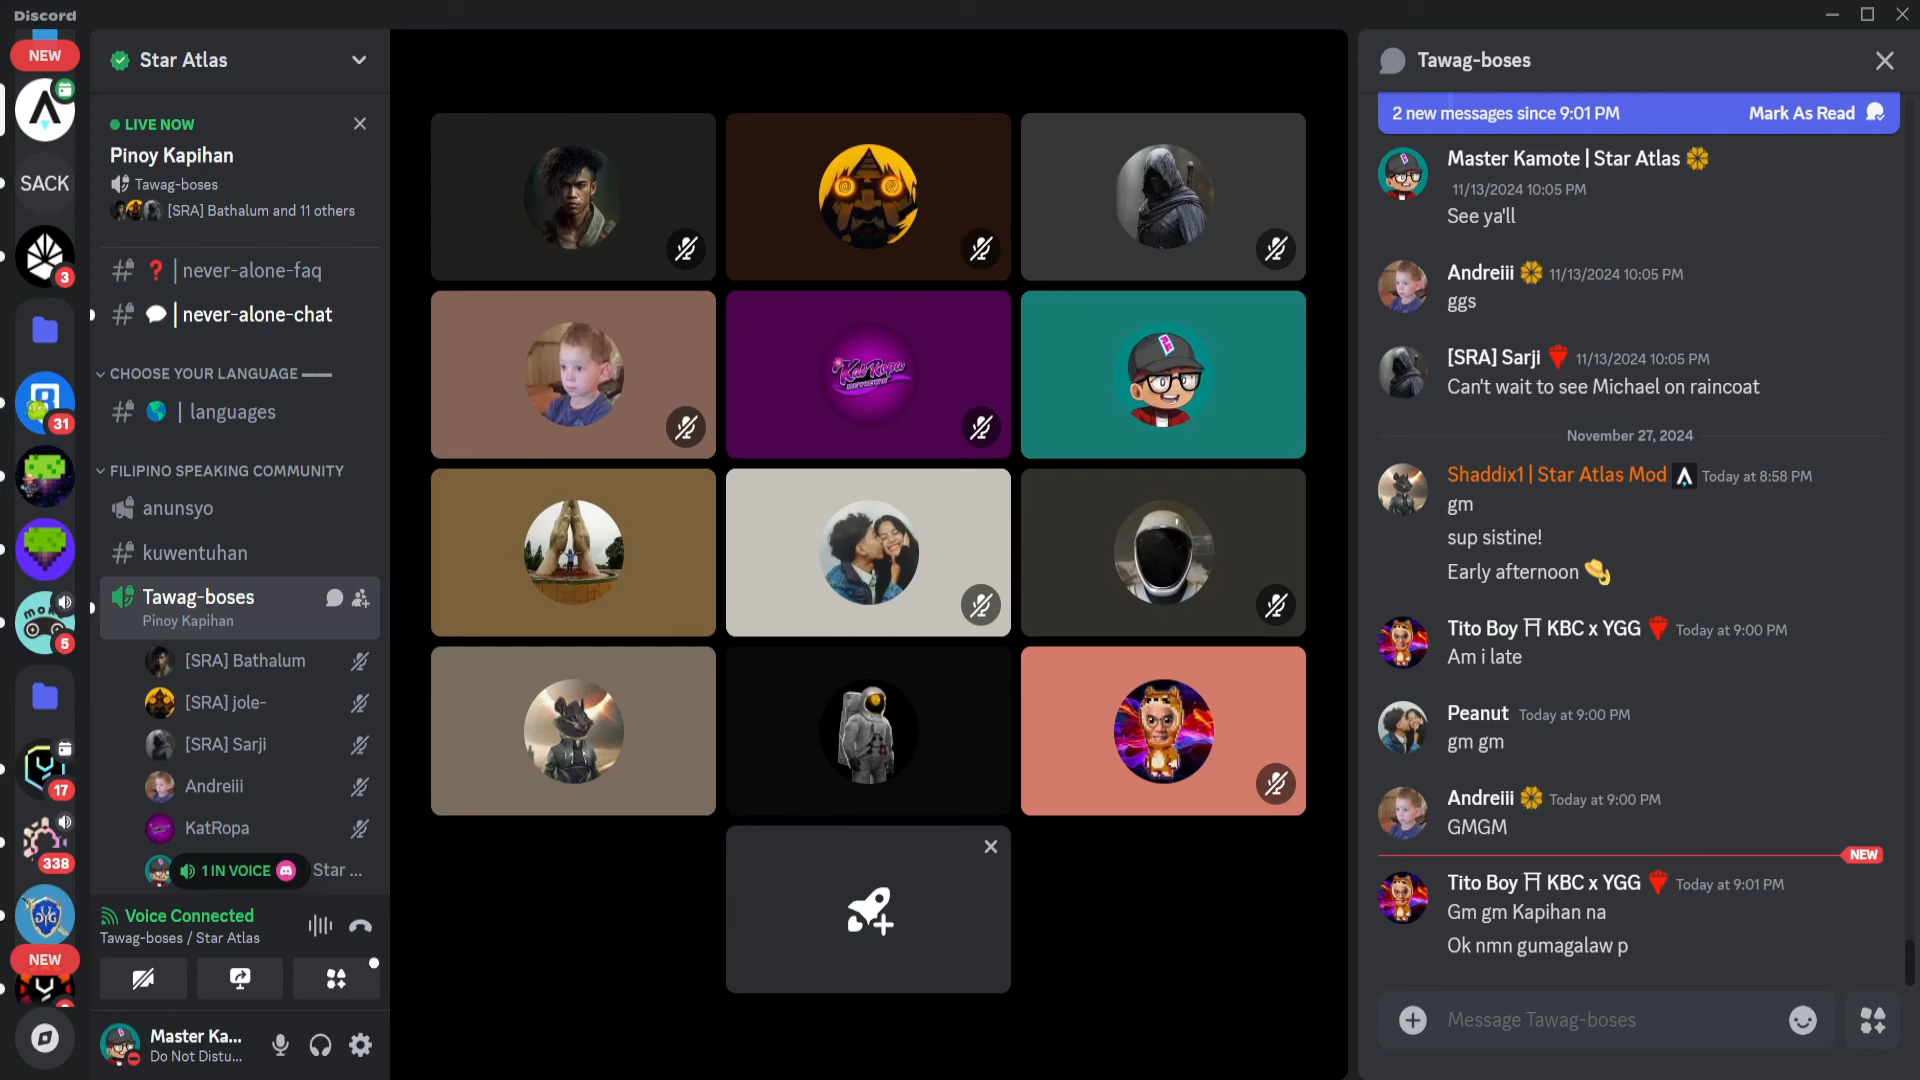 Discord
NEW
SACK
3
31
5
17
338
NEW
Star Atlas
LIVE NOW
Pinoy Kapihan
Tawag-boses
[SRA] Bathalum and 11 others
❓ | never-alone-faq
💬 | never-alone-chat
CHOOSE YOUR LANGUAGE ——
🌎 | languages
FILIPINO SPEAKING COMMUNITY
anunsyo
kuwentuhan
Tawag-boses
Pinoy Kapihan
[SRA] Bathalum
[SRA] jole-
[SRA] Sarji
Andreiii
KatRopa
1 IN VOICE
Star ...
Voice Connected
Tawag-boses / Star Atlas
Master Ka...
Do Not Distu...
Kat Ropa
Tawag-boses
2 new messages since 9:01 PM
Mark As Read
Master Kamote | Star Atlas
11/13/2024 10:05 PM
See ya'll
Andreiii 11/13/2024 10:05 PM
ggs
[SRA] Sarji 11/13/2024 10:05 PM
Can't wait to see Michael on raincoat
November 27, 2024
Shaddix1 | Star Atlas Mod Today at 8:58 PM
gm
sup sistine!
Early afternoon 👒
Tito Boy ⛩ KBC x YGG Today at 9:00 PM
Am i late
Peanut Today at 9:00 PM
gm gm
Andreiii Today at 9:00 PM
GMGM
NEW
Tito Boy ⛩ KBC x YGG Today at 9:01 PM
Gm gm Kapihan na
Ok nmn gumagalaw p
Message Tawag-boses